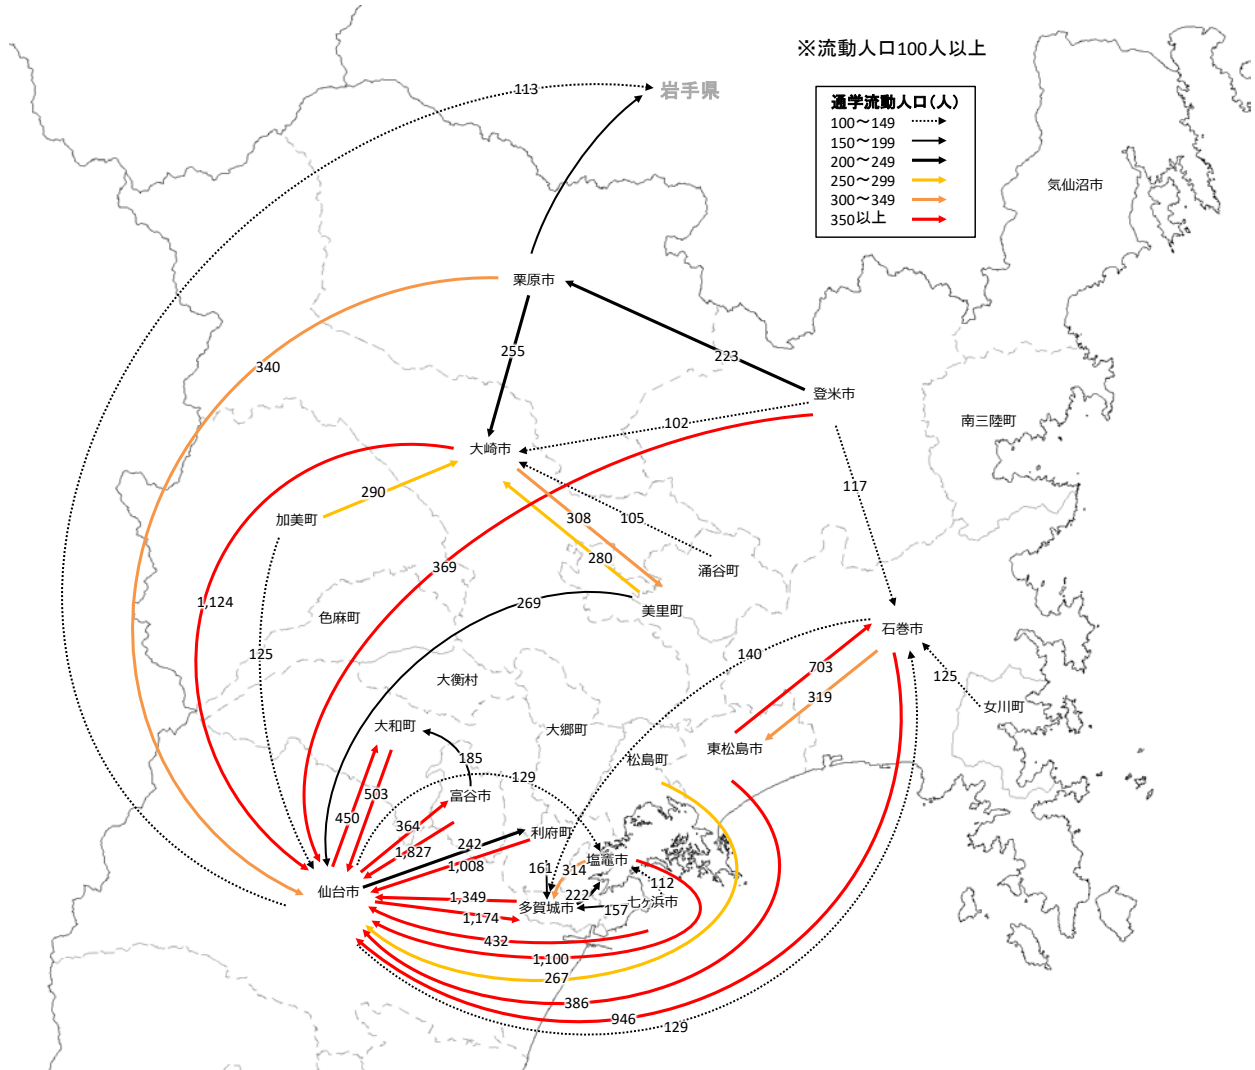 ※流動人口100人以上
113
岩手県
通学流動人口(人)
100～149
150～199
200～249
250～299
300～349
350以上
気仙沼市
栗原市
255
223
340
登米市
南三陸町
102
大崎市
117
290
加美町
308
105
280
涌谷町
369
269
1,124
美里町
色麻町
石巻市
125
140
703
125
大衡村
319
女川町
大和町
大郷町
東松島市
松島町
185
129
富谷市
503
450
364
利府町
242
1,827
塩竈市
1,008
161
314
112
仙台市
1,349
222
七ヶ浜市
多賀城市
157
1,174
432
1,100
267
386
946
129